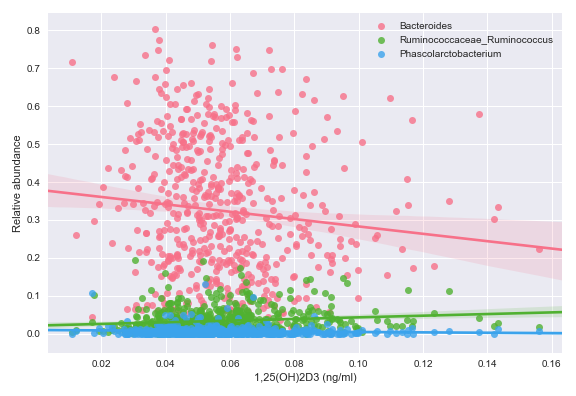 Bacteroides
Ruminococcaceae_Ruminococcus
Phascolarctobacterium
0.8
0.7
0.6
0.5
0.4
0.3
0.2
0.1
0.0
Relative abundance
0.02 0.04 0.06 0.08 0.10 0.12 0.14 0.16
1,25(OH)2D3 (ng/ml)